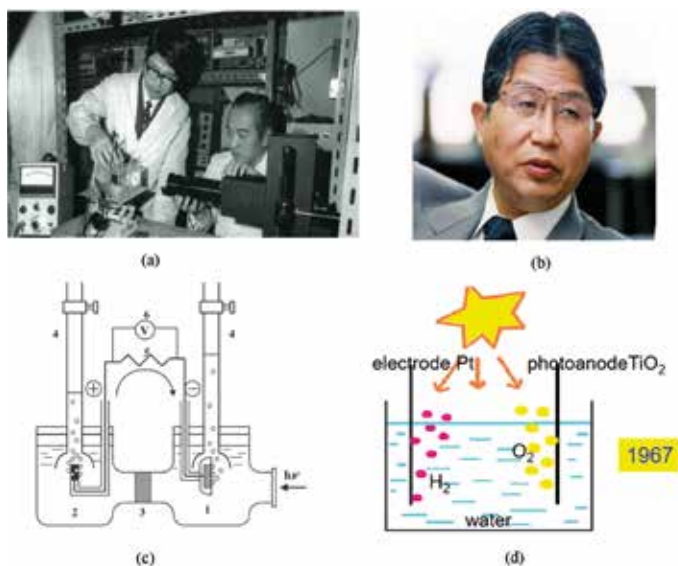 (a)
(b)
6
V
4
5
4
+
−
hν
2
3
1
(c)
electrode Pt
photoanodeTiO₂
O₂
H₂
water
1967
(d)